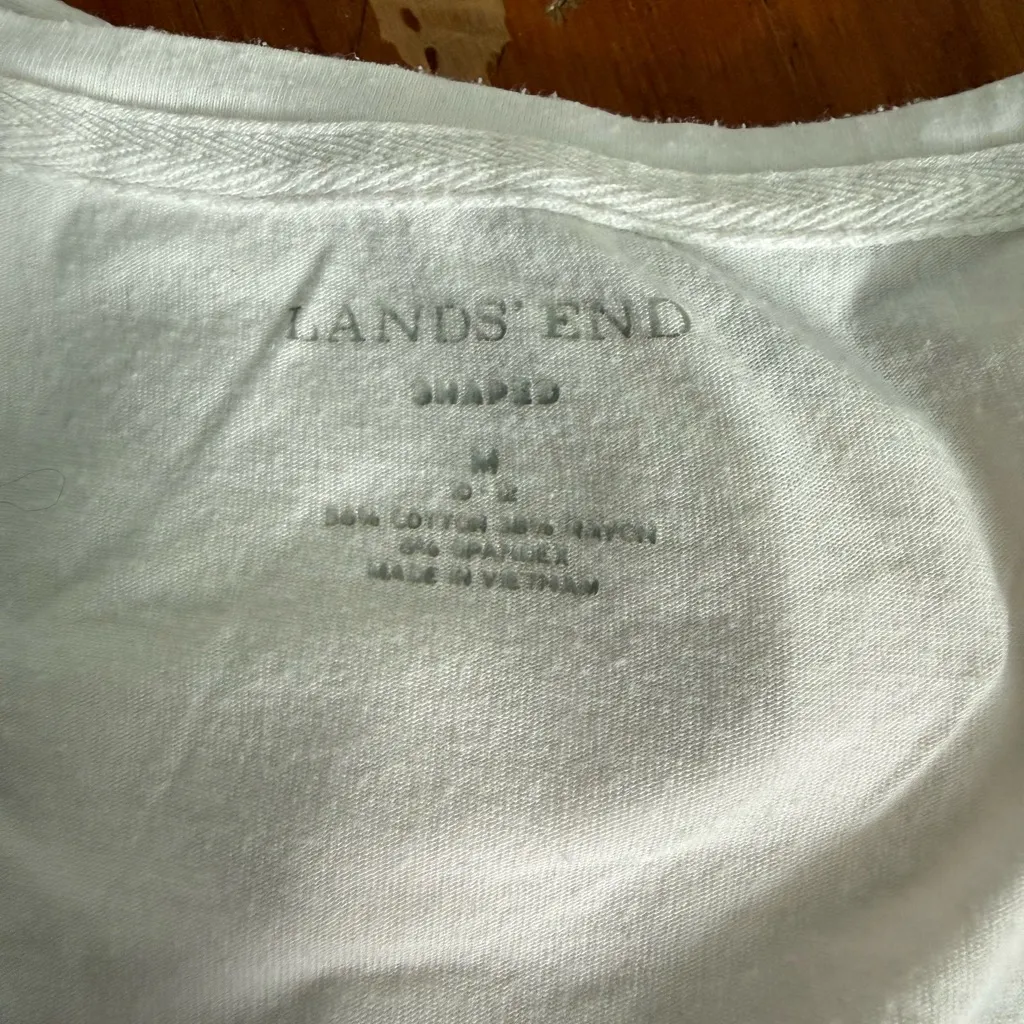 LANDS' END
SHAPED
M
COTTON RAYON
SPANDEX
MADE IN VIETNAM